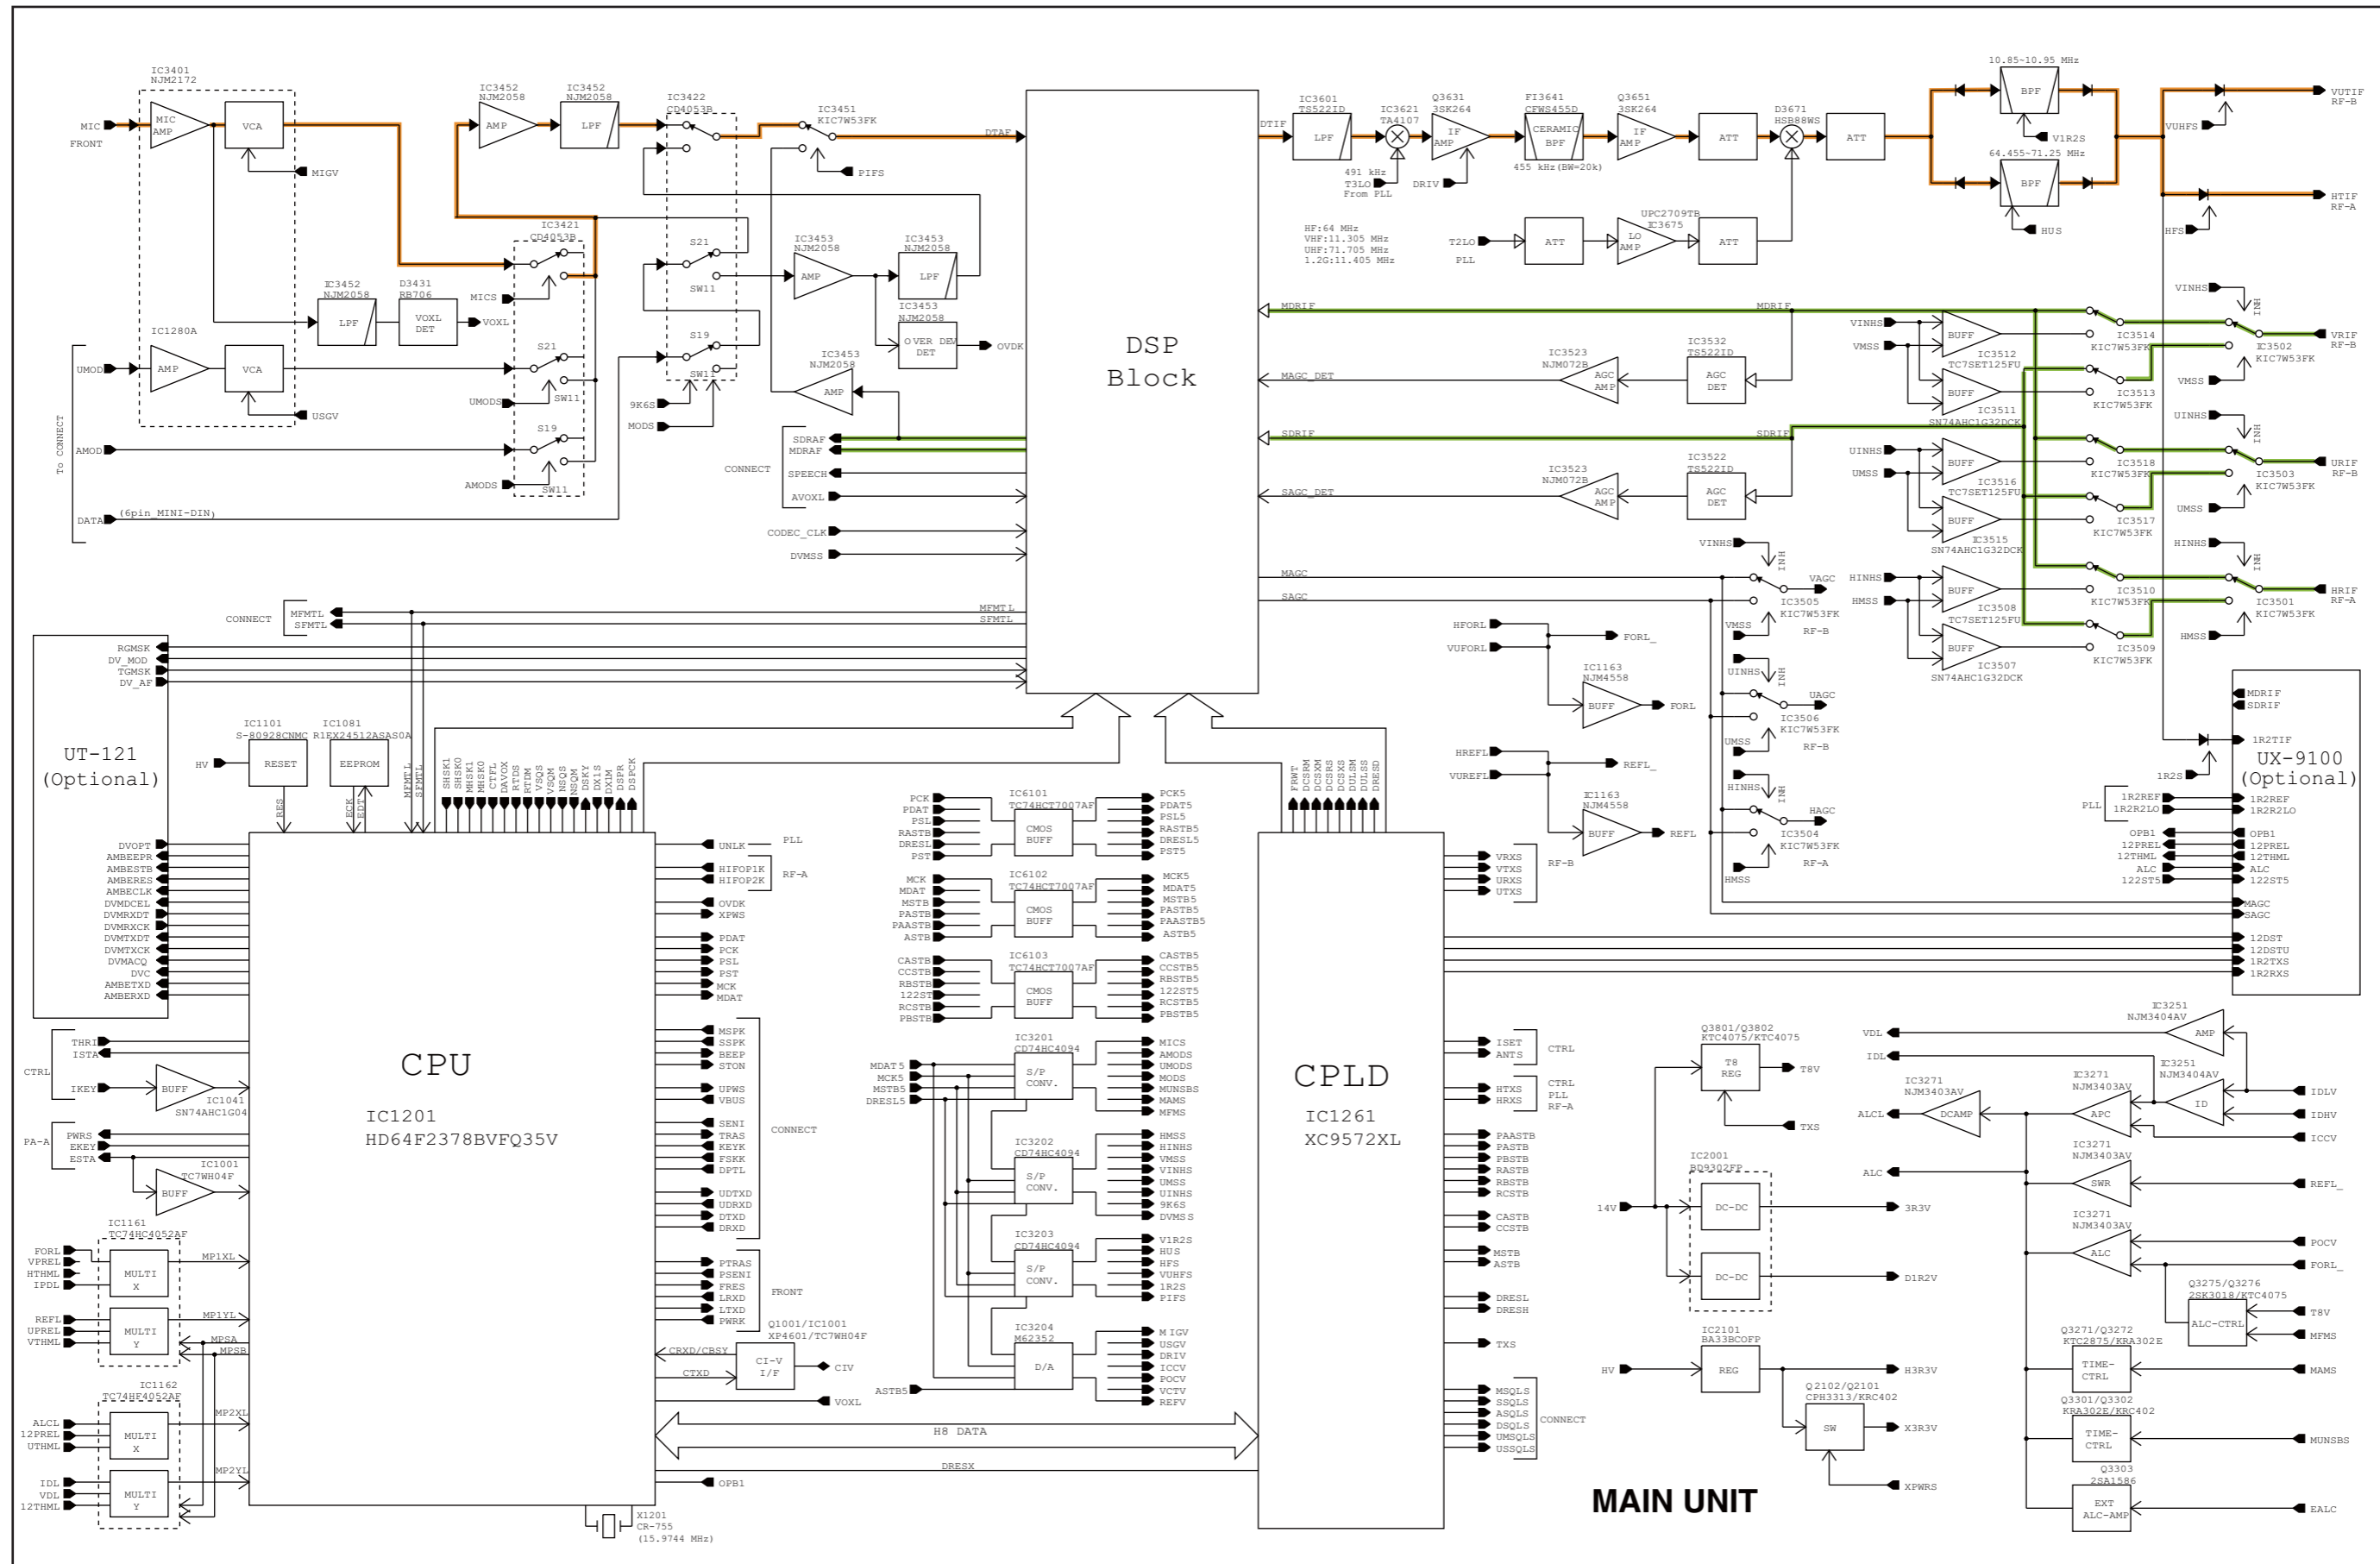 IC3401
NJM2172
MIC
FRONT
MIC
AMP
VCA
MIGV
IC1280A
AMP
VCA
USGV
To CONNECT
UMOD
AMOD
DATA
(6pin_MINI-DIN)
IC3452
NJM2058
LPF
D3431
RB706
VOXL
DET
VOXL
IC3421
CD4053B
MICS
S21
UMODS
SW11
S19
AMODS
SW11
IC3452
NJM2058
AMP
IC3452
NJM2058
LPF
IC3422
CD4053B
S21
SW11
S19
SW11
9K6S
MODS
IC3451
KIC7W53FK
PIFS
DTAF
IC3453
NJM2058
AMP
IC3453
NJM2058
LPF
IC3453
NJM2058
OVER DEV
DET
OVDK
IC3453
NJM2058
AMP
CONNECT
SDRAF
MDRAF
SPEECH
AVOXL
CODEC_CLK
DVMSS
DSP
Block
DTIF
IC3601
TS522ID
LPF
IC3621
TA4107
491 kHz
T3LO
From PLL
Q3631
3SK264
IF
AMP
DRIV
FI3641
CFWS455D
CERAMIC
BPF
455 kHz(BW=20k)
Q3651
3SK264
IF
AMP
ATT
D3671
HSB88WS
ATT
10.85~10.95 MHz
BPF
V1R2S
64.455~71.25 MHz
BPF
HUS
VUHFS
VUTIF
RF-B
HFS
HTIF
RF-A
HF:64 MHz
VHF:11.305 MHz
UHF:71.705 MHz
1.2G:11.405 MHz
T2LO
PLL
ATT
UPC2709TB
IC3675
LO
AMP
ATT
MDRIF
MDRIF
MAGC_DET
IC3523
NJM072B
AGC
AMP
IC3532
TS522ID
AGC
DET
SDRIF
SDRIF
SAGC_DET
IC3523
NJM072B
AGC
AMP
IC3522
TS522ID
AGC
DET
VINHS
VMSS
BUFF
IC3512
TC7SET125FU
BUFF
IC3511
SN74AHC1G32DCK
IC3514
KIC7W53FK
IC3513
KIC7W53FK
VINHS
INH
VRIF
RF-B
IC3502
KIC7W53FK
VMSS
UINHS
UMSS
BUFF
IC3516
TC7SET125FU
BUFF
IC3515
SN74AHC1G32DCK
IC3518
KIC7W53FK
IC3517
KIC7W53FK
UINHS
INH
URIF
RF-B
IC3503
KIC7W53FK
UMSS
HINHS
HMSS
BUFF
IC3508
TC7SET125FU
BUFF
IC3507
SN74AHC1G32DCK
IC3510
KIC7W53FK
IC3509
KIC7W53FK
HINHS
INH
HRIF
RF-A
IC3501
KIC7W53FK
HMSS
MAGC
SAGC
VINHS
INH
VAGC
IC3505
KIC7W53FK
VMSS
RF-B
UINHS
INH
UAGC
IC3506
KIC7W53FK
UMSS
RF-B
HINHS
INH
HAGC
IC3504
KIC7W53FK
HMSS
RF-A
HFORL
VUFORL
FORL_
IC1163
NJM4558
BUFF
FORL
HREFL
VUREFL
REFL_
IC1163
NJM4558
BUFF
REFL
CONNECT
MFMTL
SFMTL
MFMTL
SFMTL
UT-121
(Optional)
RGMSK
DV_MOD
TGMSK
DV_AF
DVOPT
AMBEEPR
AMBESTB
AMBERES
AMBECLK
DVMDCEL
DVMRXDT
DVMRXCK
DVMTXDT
DVMTXCK
DVMACQ
DVC
AMBETXD
AMBERXD
HV
IC1101
S-80928CNMC
RESET
RES
IC1081
R1EX24512ASAS0A
EEPROM
ECK
EDT
MFMTL
SFMTL
SHSK1
SHSK0
MHSK1
MHSK0
CTFL
DAVOX
RTDS
RTDM
VSQS
VSQM
NSQS
NSQM
DSKY
DX1S
DX1M
DSPR
DSPCK
CPU
IC1201
HD64F2378BVFQ35V
CTRL
THRI
ISTA
IKEY
BUFF
IC1041
SN74AHC1G04
PA-A
PWRS
EKEY
ESTA
IC1001
TC7WH04F
BUFF
IC1161
TC74HC4052AF
FORL
VPREL
HTHML
IPDL
MULTI
X
MP1XL
REFL
UPREL
VTHML
MULTI
Y
MP1YL
MPSA
MPSB
IC1162
TC74HF4052AF
ALCL
12PREL
UTHML
MULTI
X
MP2XL
IDL
VDL
12THML
MULTI
Y
MP2YL
X1201
CR-755
(15.9744 MHz)
UNLK
PLL
HIFOP1K
HIFOP2K
RF-A
OVDK
XPWS
PDAT
PCK
PSL
PST
MCK
MDAT
MSPK
SSPK
BEEP
STON
UPWS
VBUS
SENI
TRAS
KEYK
FSKK
DPTL
UDTXD
UDRXD
DTXD
DRXD
CONNECT
PTRAS
PSENI
FRES
LRXD
LTXD
PWRK
FRONT
Q1001/IC1001
XP4601/TC7WH04F
CRXD/CBSY
CTXD
CI-V
I/F
CIV
VOXL
H8 DATA
DRESX
OPB1
PCK
PDAT
PSL
RASTB
DRESL
PST
IC6101
TC74HCT7007AF
CMOS
BUFF
PCK5
PDAT5
PSL5
RASTB5
DRESL5
PST5
MCK
MDAT
MSTB
PASTB
PAASTB
ASTB
IC6102
TC74HCT7007AF
CMOS
BUFF
MCK5
MDAT5
MSTB5
PASTB5
PAASTB5
ASTB5
CASTB
CCSTB
RBSTB
122ST
RCSTB
PBSTB
IC6103
TC74HCT7007AF
CMOS
BUFF
CASTB5
CCSTB5
RBSTB5
122ST5
RCSTB5
PBSTB5
MDAT5
MCK5
MSTB5
DRESL5
IC3201
CD74HC4094
S/P
CONV.
MICS
AMODS
UMODS
MODS
MUNSBS
MAMS
MFMS
IC3202
CD74HC4094
S/P
CONV.
HMSS
HINHS
VMSS
VINHS
UMSS
UINHS
9K6S
DVMSS
IC3203
CD74HC4094
S/P
CONV.
V1R2S
HUS
HFS
VUHFS
1R2S
PIFS
IC3204
M62352
D/A
ASTB5
MIGV
USGV
DRIV
ICCV
POCV
VCTV
REFV
FRWT
DCSRM
DCSXM
DCSRS
DCSXS
DULSM
DULSS
DRESD
CPLD
IC1261
XC9572XL
VRXS
VTXS
URXS
UTXS
RF-B
ISET
ANTS
CTRL
HTXS
HRXS
CTRL
PLL
RF-A
PAASTB
PASTB
PBSTB
RASTB
RBSTB
RCSTB
CASTB
CCSTB
MSTB
ASTB
DRESL
DRESH
TXS
MSQLS
SSQLS
ASQLS
DSQLS
UMSQLS
USSQLS
CONNECT
MDRIF
SDRIF
1R2TIF
1R2S
UX-9100
(Optional)
PLL
1R2REF
1R2R2LO
1R2REF
1R2R2LO
OPB1
12PREL
12THML
ALC
122ST5
OPB1
12PREL
12THML
ALC
122ST5
MAGC
SAGC
12DST
12DSTU
1R2TXS
1R2RXS
Q3801/Q3802
KTC4075/KTC4075
T8
REG
T8V
TXS
IC2001
BD9302FP
14V
DC-DC
3R3V
DC-DC
D1R2V
IC2101
BA33BC0FP
HV
REG
H3R3V
Q2102/Q2101
CPH3313/KRC402
SW
X3R3V
XPWRS
VDL
IC3251
NJM3404AV
AMP
IDL
IC3251
NJM3404AV
ID
IDLV
IDHV
ICCV
IC3271
NJM3403AV
ALCL
DCAMP
IC3271
NJM3403AV
APC
ALC
IC3271
NJM3403AV
SWR
REFL_
IC3271
NJM3403AV
ALC
POCV
FORL_
Q3275/Q3276
2SK3018/KTC4075
ALC-CTRL
T8V
MFMS
Q3271/Q3272
KTC2875/KRA302E
TIME-
CTRL
MAMS
Q3301/Q3302
KRA302E/KRC402
TIME-
CTRL
MUNSBS
Q3303
2SA1586
EXT
ALC-AMP
EALC
MAIN UNIT